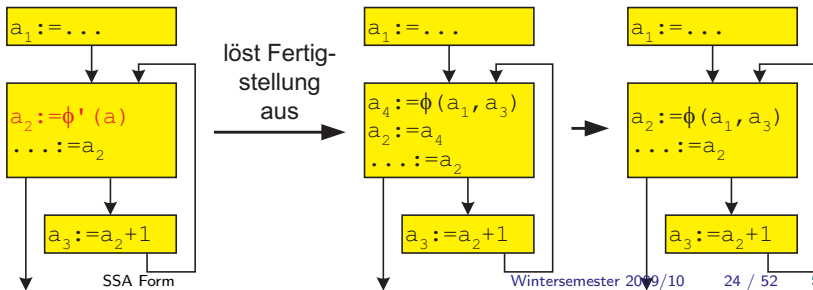 a₁:=...
a₂:=ϕ'(a)
...:=a₂
a₃:=a₂+1
löst Fertig-
stellung
aus
a₁:=...
a₄:=ϕ(a₁,a₃)
a₂:=a₄
...:=a₂
a₃:=a₂+1
a₁:=...
a₂:=ϕ(a₁,a₃)
...:=a₂
a₃:=a₂+1
SSA Form
Wintersemester 2009/10
24 / 52